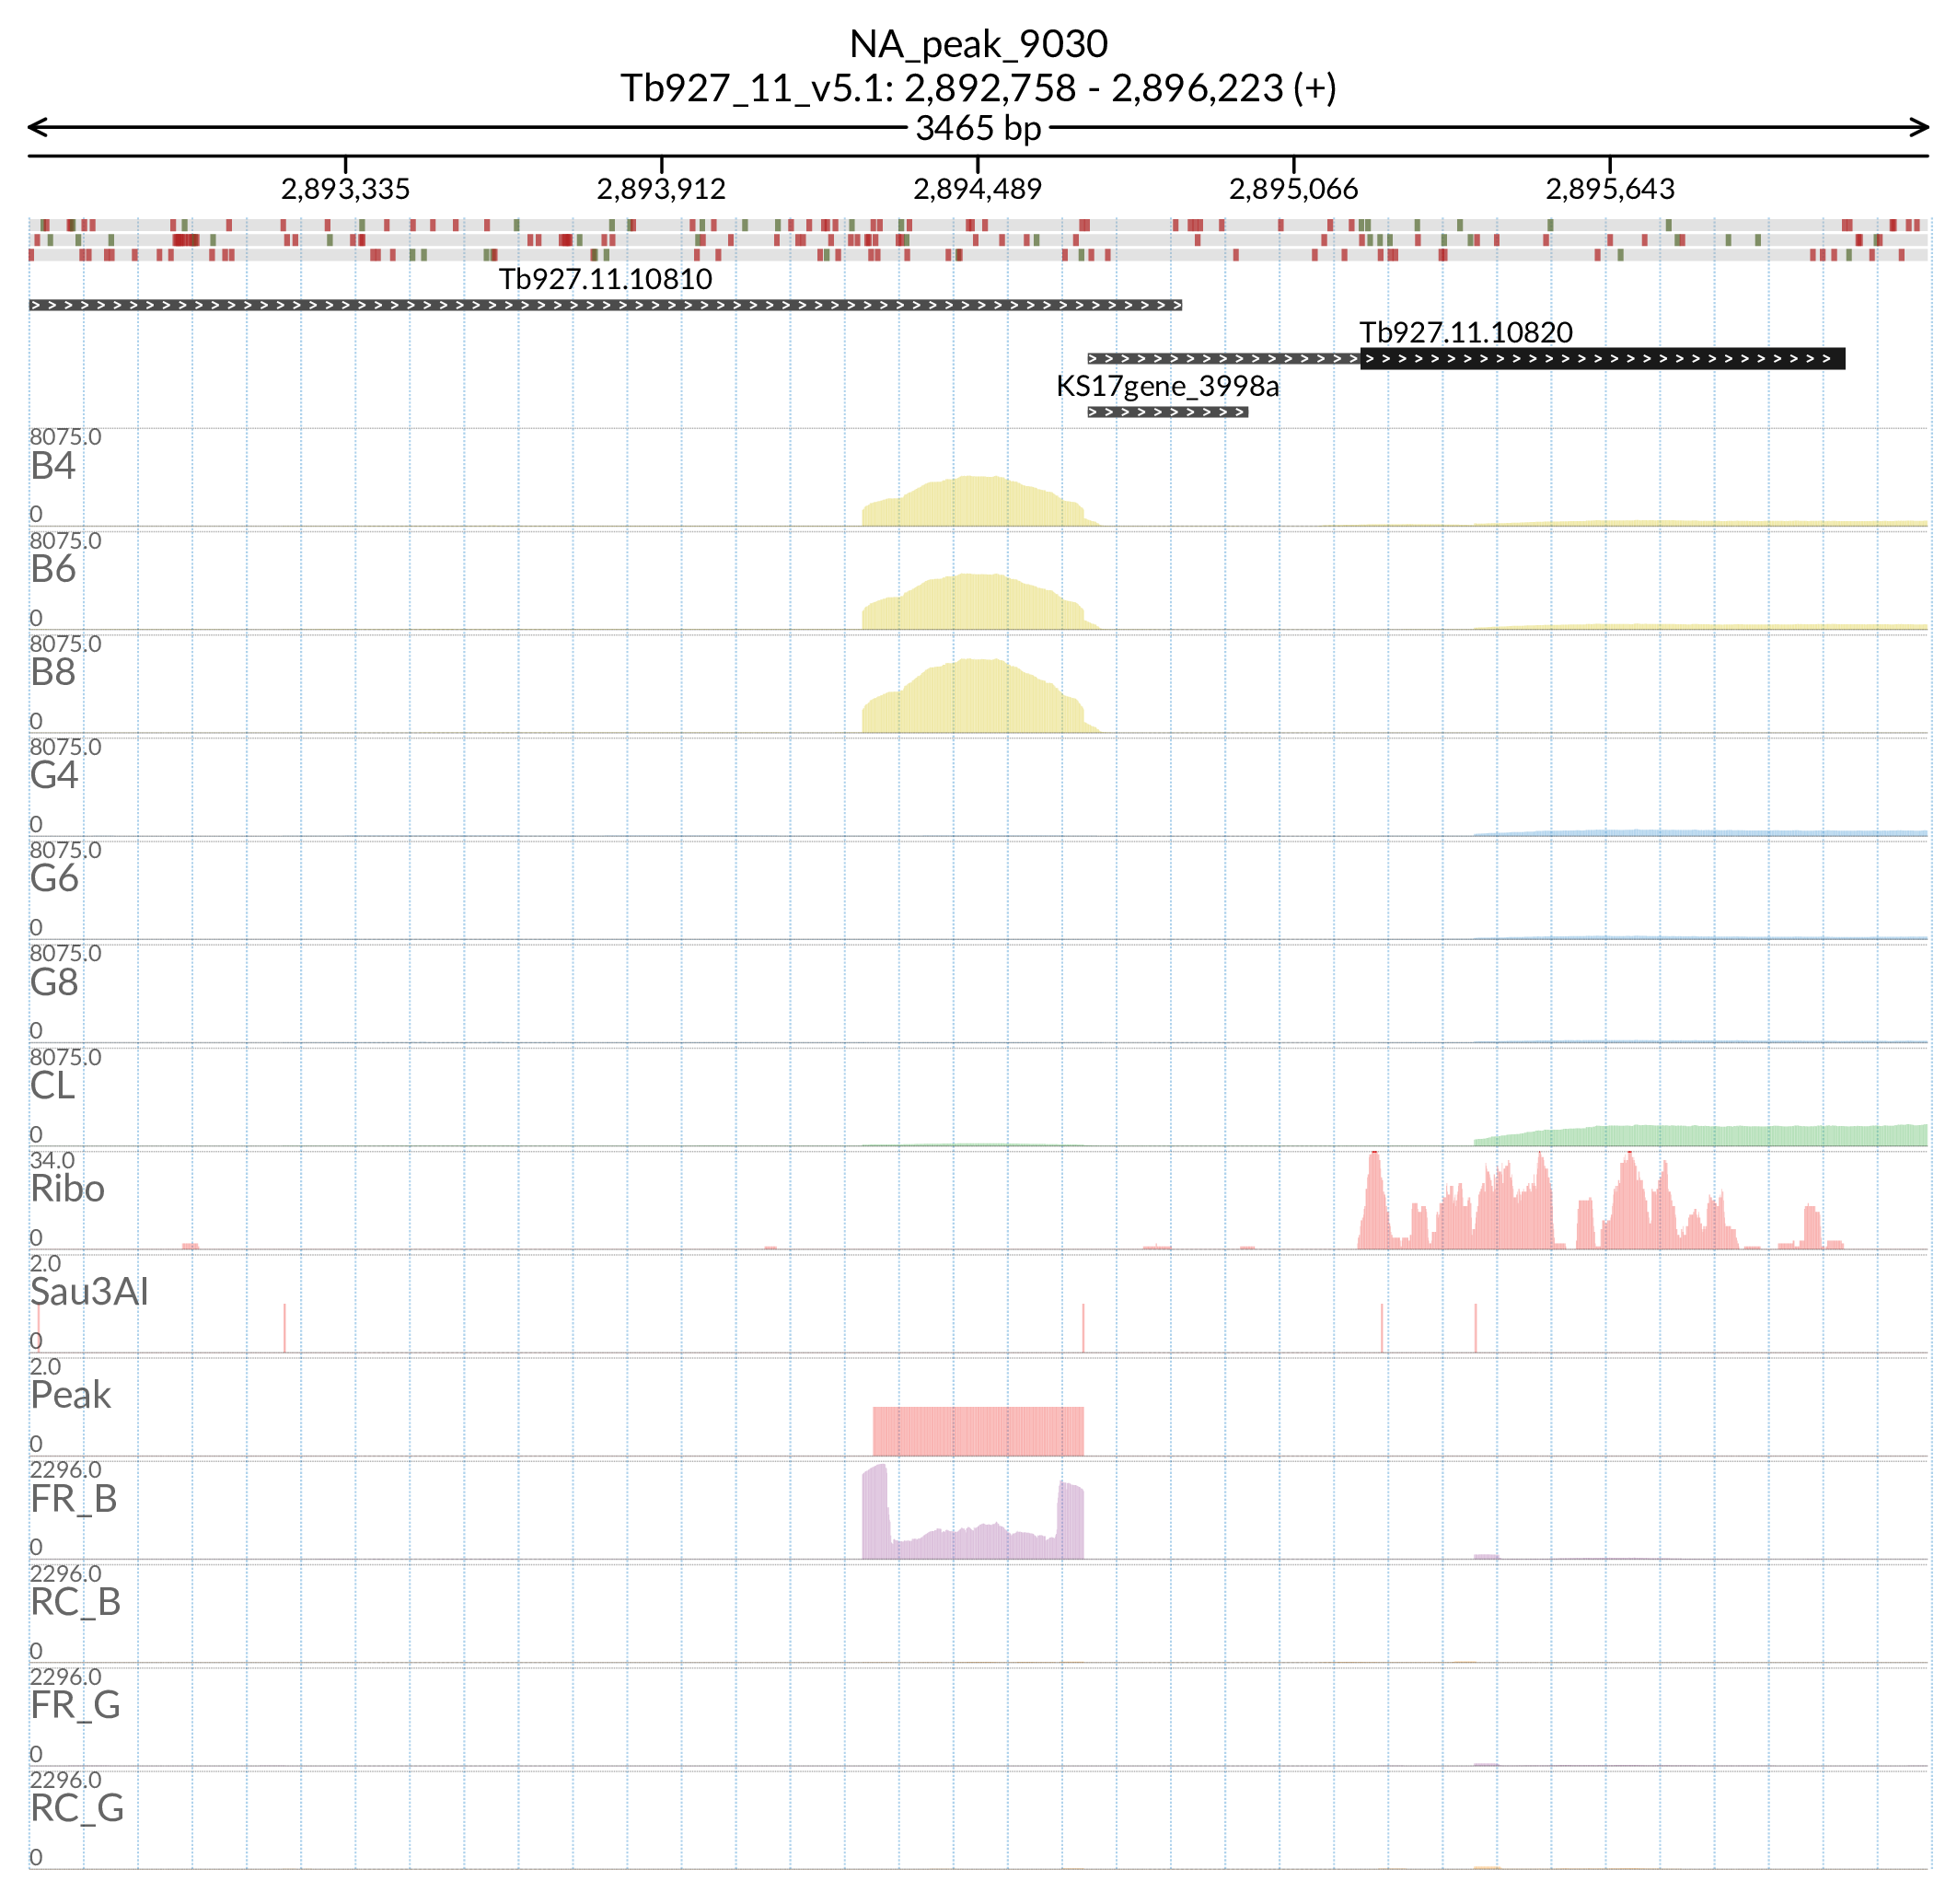 NA_peak_9030
Tb927_11_v5.1: 2,892,758 - 2,896,223 (+)
3465 bp
2,893,335 2,893,912 2,894,489 2,895,066 2,895,643
Tb927.11.10810
Tb927.11.10820
KS17gene_3998a
8075.0
B4
0
8075.0
B6
0
8075.0
B8
0
8075.0
G4
0
8075.0
G6
0
8075.0
G8
0
8075.0
CL
0
34.0
Ribo
0
2.0
Sau3AI
0
2.0
Peak
0
2296.0
FR_B
0
2296.0
RC_B
0
2296.0
FR_G
0
2296.0
RC_G
0